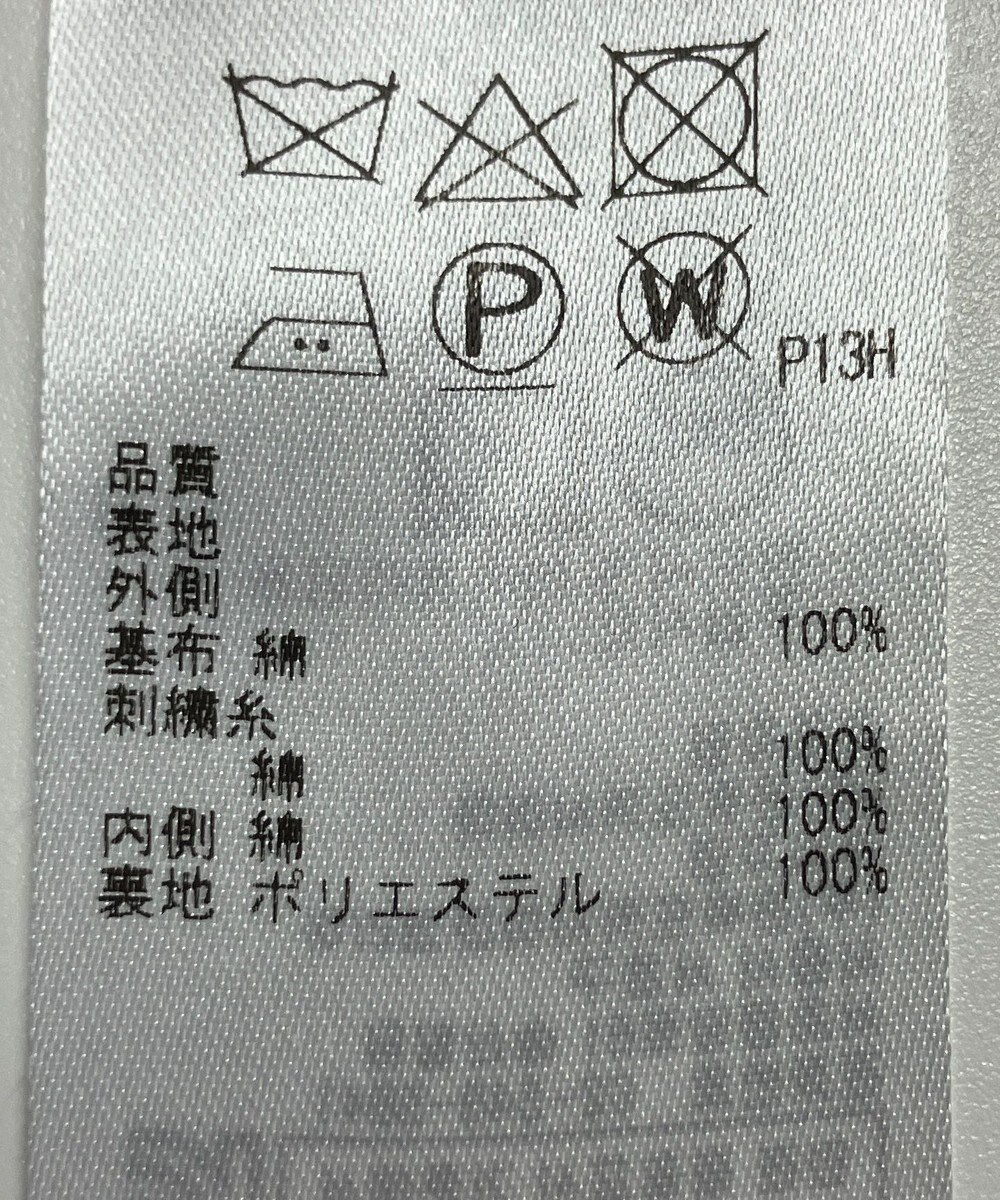 P
W
P13H
品質
表地
外側
基布 綿 100%
刺繍糸
綿 100%
内側 綿 100%
裏地 ポリエステル 100%